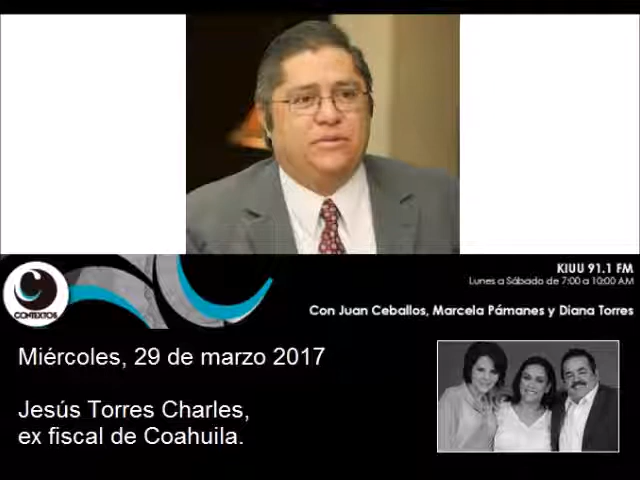 KIUU 91.1 FM
Lunes a Sábado de 7:00 a 10:00 AM
Con Juan Ceballos, Marcela Pámanes y Diana Torres
CONTEXTOS
Miércoles, 29 de marzo 2017
Jesús Torres Charles,
ex fiscal de Coahuila.